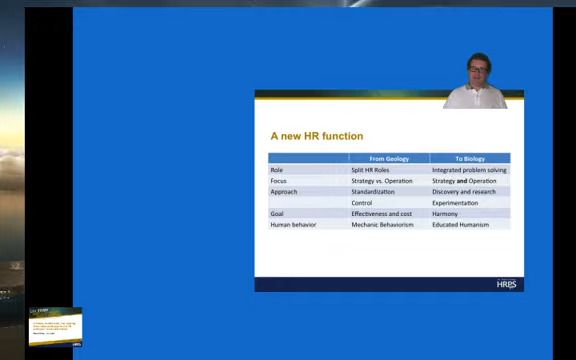 A new HR function
From Geology To Biology
Role Split HR Roles Integrated problem solving
Focus Strategy vs. Operation Strategy and Operation
Approach Standardization Discovery and research
Control Experimentation
Goal Effectiveness and cost Harmony
Human behavior Mechanic Behaviorism Educated Humanism
HRPS
HRPS